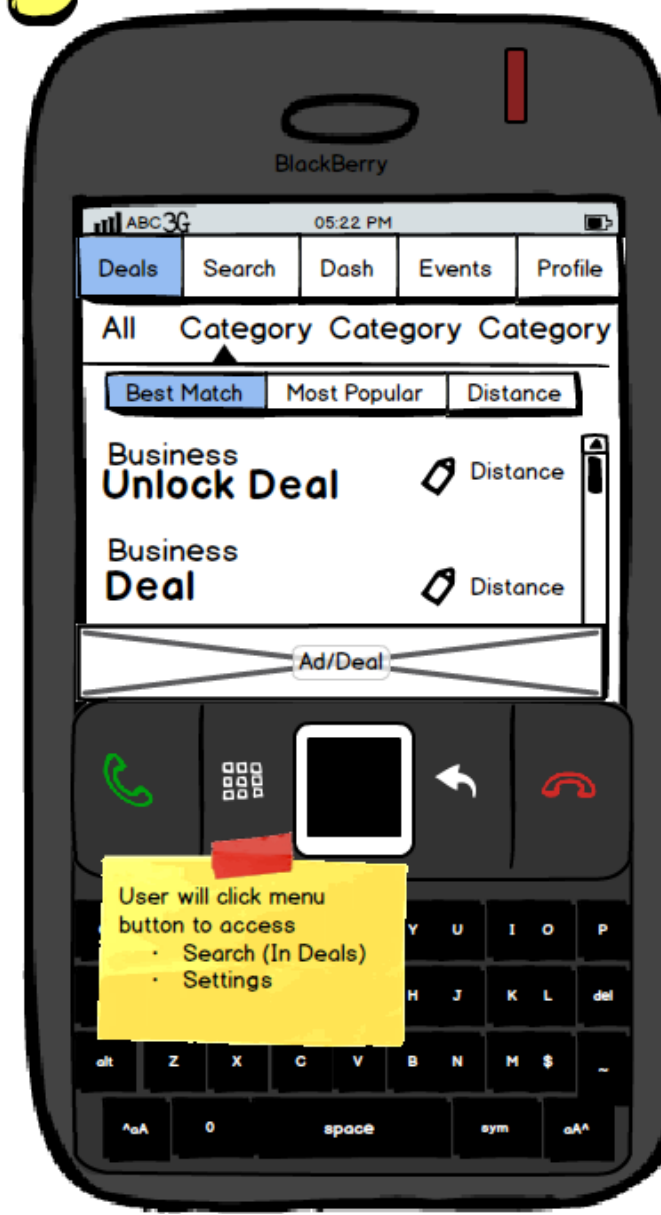 BlackBerry
ABC 3G 05:22 PM
Deals Search Dash Events Profile
All Category Category Category
Best Match Most Popular Distance
Business
Unlock Deal Distance
Business
Deal Distance
Ad/Deal
User will click menu
button to access
· Search (In Deals)
· Settings
Y U I O P
H J K L del
alt Z X C V B N M $ ~
^aA 0 space sym aA^